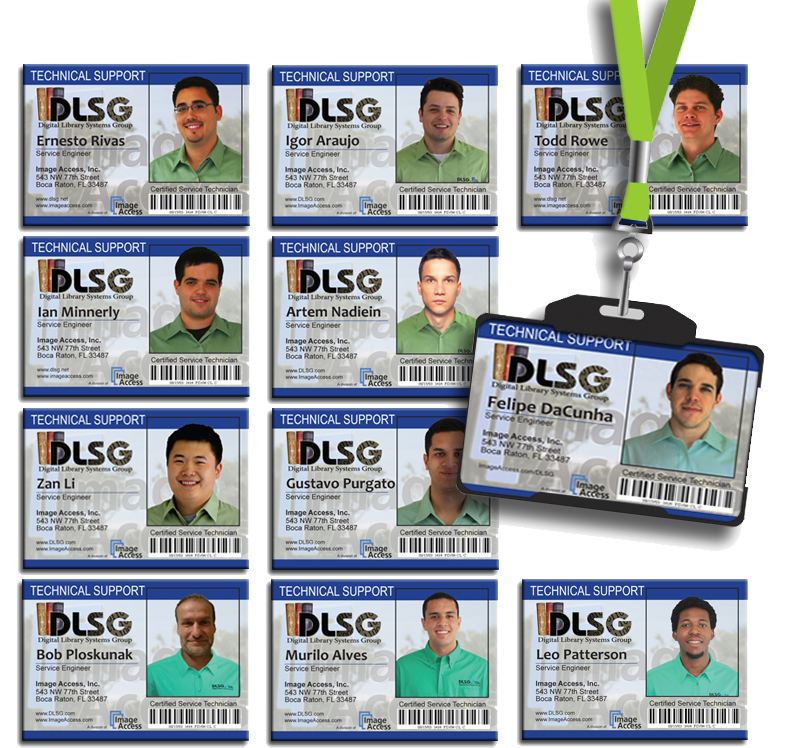 TECHNICAL SUPPORT
DLSG
Digital Library Systems Group
Ernesto Rivas
Service Engineer
Image Access, Inc.
543 NW 77th Street
Boca Raton, FL 33487
Certified Service Technician
www.dlsg.net
www.imageaccess.com
A division of Image Access
TECHNICAL SUPPORT
DLSG
Digital Library Systems Group
Igor Araujo
Service Engineer
Image Access, Inc.
543 NW 77th Street
Boca Raton, FL 33487
Certified Service Technician
www.DLSG.com
www.ImageAccess.com
A division of Image Access
TECHNICAL SUPPORT
DLSG
Digital Library Systems Group
Todd Rowe
Service Engineer
Image Access, Inc.
543 NW 77th Street
Boca Raton, FL 33487
Certified Service Technician
www.dlsg.net
www.imageaccess.com
A division of Image Access
TECHNICAL SUPPORT
DLSG
Digital Library Systems Group
Ian Minnerly
Service Engineer
Image Access, Inc.
543 NW 77th Street
Boca Raton, FL 33487
Certified Service Technician
www.dlsg.net
www.imageaccess.com
A division of Image Access
TECHNICAL SUPPORT
DLSG
Digital Library Systems Group
Artem Nadiein
Service Engineer
Image Access, Inc.
543 NW 77th Street
Boca Raton, FL 33487
Certified Service Technician
www.DLSG.com
www.ImageAccess.com
A division of Image Access
TECHNICAL SUPPORT
DLSG
Digital Library Systems Group
Felipe DaCunha
Service Engineer
Image Access, Inc.
543 NW 77th Street
Boca Raton, FL 33487
Certified Service Technician
ImageAccess.com/DLSG
Image Access
TECHNICAL SUPPORT
DLSG
Digital Library Systems Group
Zan Li
Service Engineer
Image Access, Inc.
543 NW 77th Street
Boca Raton, FL 33487
Certified Service Technician
www.DLSG.com
www.ImageAccess.com
A division of Image Access
TECHNICAL SUPPORT
DLSG
Digital Library Systems Group
Gustavo Purgato
Service Engineer
Image Access, Inc.
543 NW 77th Street
Boca Raton, FL 33487
Certified Service Technician
www.DLSG.com
www.ImageAccess.com
A division of Image Access
TECHNICAL SUPPORT
DLSG
Digital Library Systems Group
Bob Ploskunak
Service Engineer
Image Access, Inc.
543 NW 77th Street
Boca Raton, FL 33487
Certified Service Technician
www.DLSG.com
www.ImageAccess.com
A division of Image Access
TECHNICAL SUPPORT
DLSG
Digital Library Systems Group
Murilo Alves
Service Engineer
Image Access, Inc.
543 NW 77th Street
Boca Raton, FL 33487
Certified Service Technician
www.DLSG.com
www.ImageAccess.com
A division of Image Access
TECHNICAL SUPPORT
DLSG
Digital Library Systems Group
Leo Patterson
Service Engineer
Image Access, Inc.
543 NW 77th Street
Boca Raton, FL 33487
Certified Service Technician
www.DLSG.com
www.ImageAccess.com
A division of Image Access